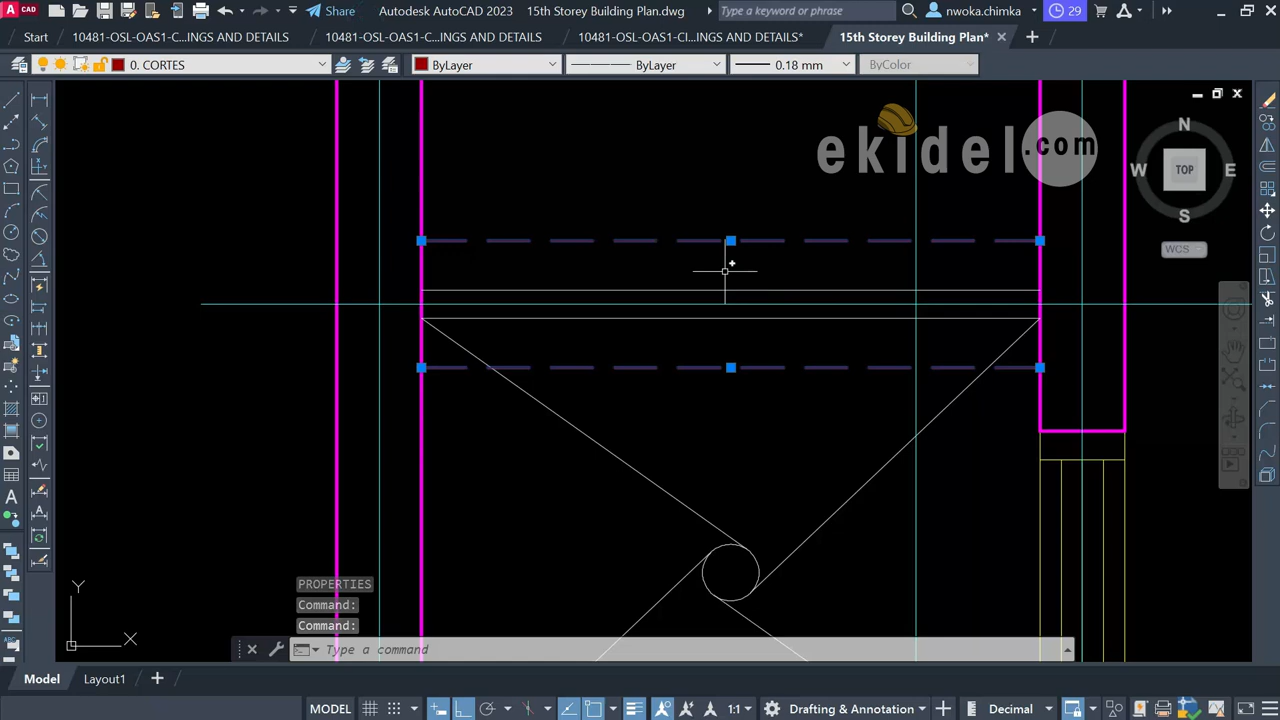 CAD
Share
Autodesk AutoCAD 2023
15th Storey Building Plan.dwg
Type a keyword or phrase
nwoka.chimka
29
Start
10481-OSL-OAS1-C...INGS AND DETAILS
10481-OSL-OAS1-C...INGS AND DETAILS
10481-OSL-OAS1-CI...INGS AND DETAILS*
15th Storey Building Plan*
0. CORTES
ByLayer
ByLayer
0.18 mm
ByColor
ekidel.com
N
W
TOP
E
S
WCS
PROPERTIES
Command:
Command:
Y
X
Type a command
Model
Layout1
MODEL
1:1
Drafting & Annotation
Decimal